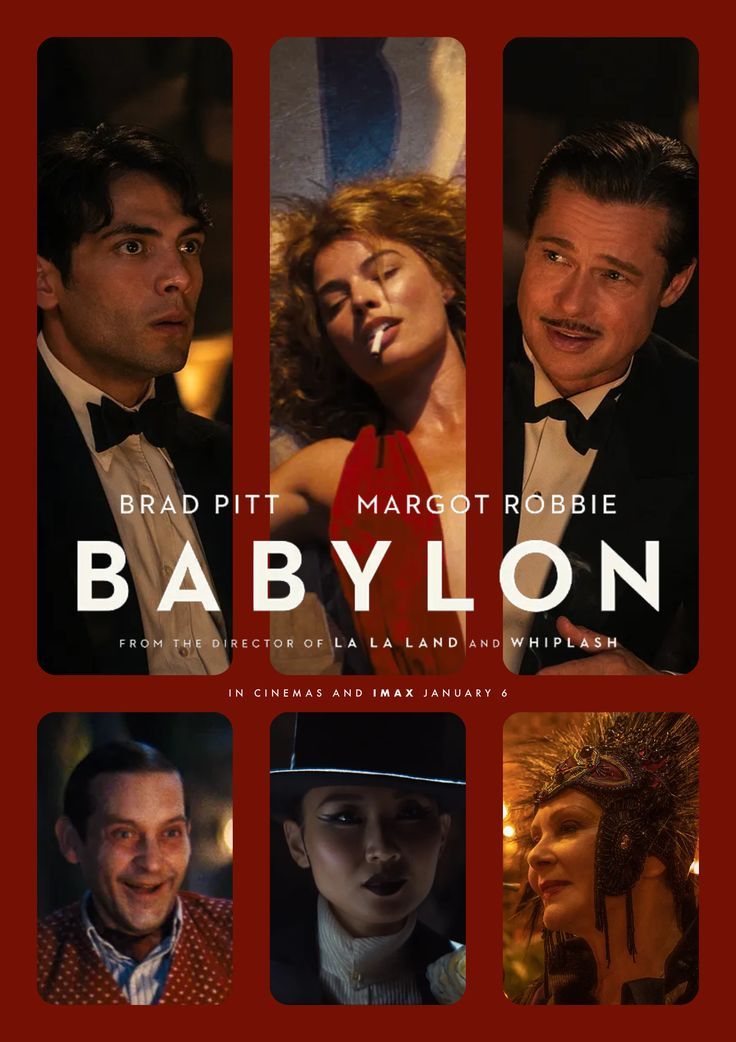 BRAD PITT MARGOT ROBBIE
BABYLON
FROM THE DIRECTOR OF LA LA LAND AND WHIPLASH
IN CINEMAS AND IMAX JANUARY 6